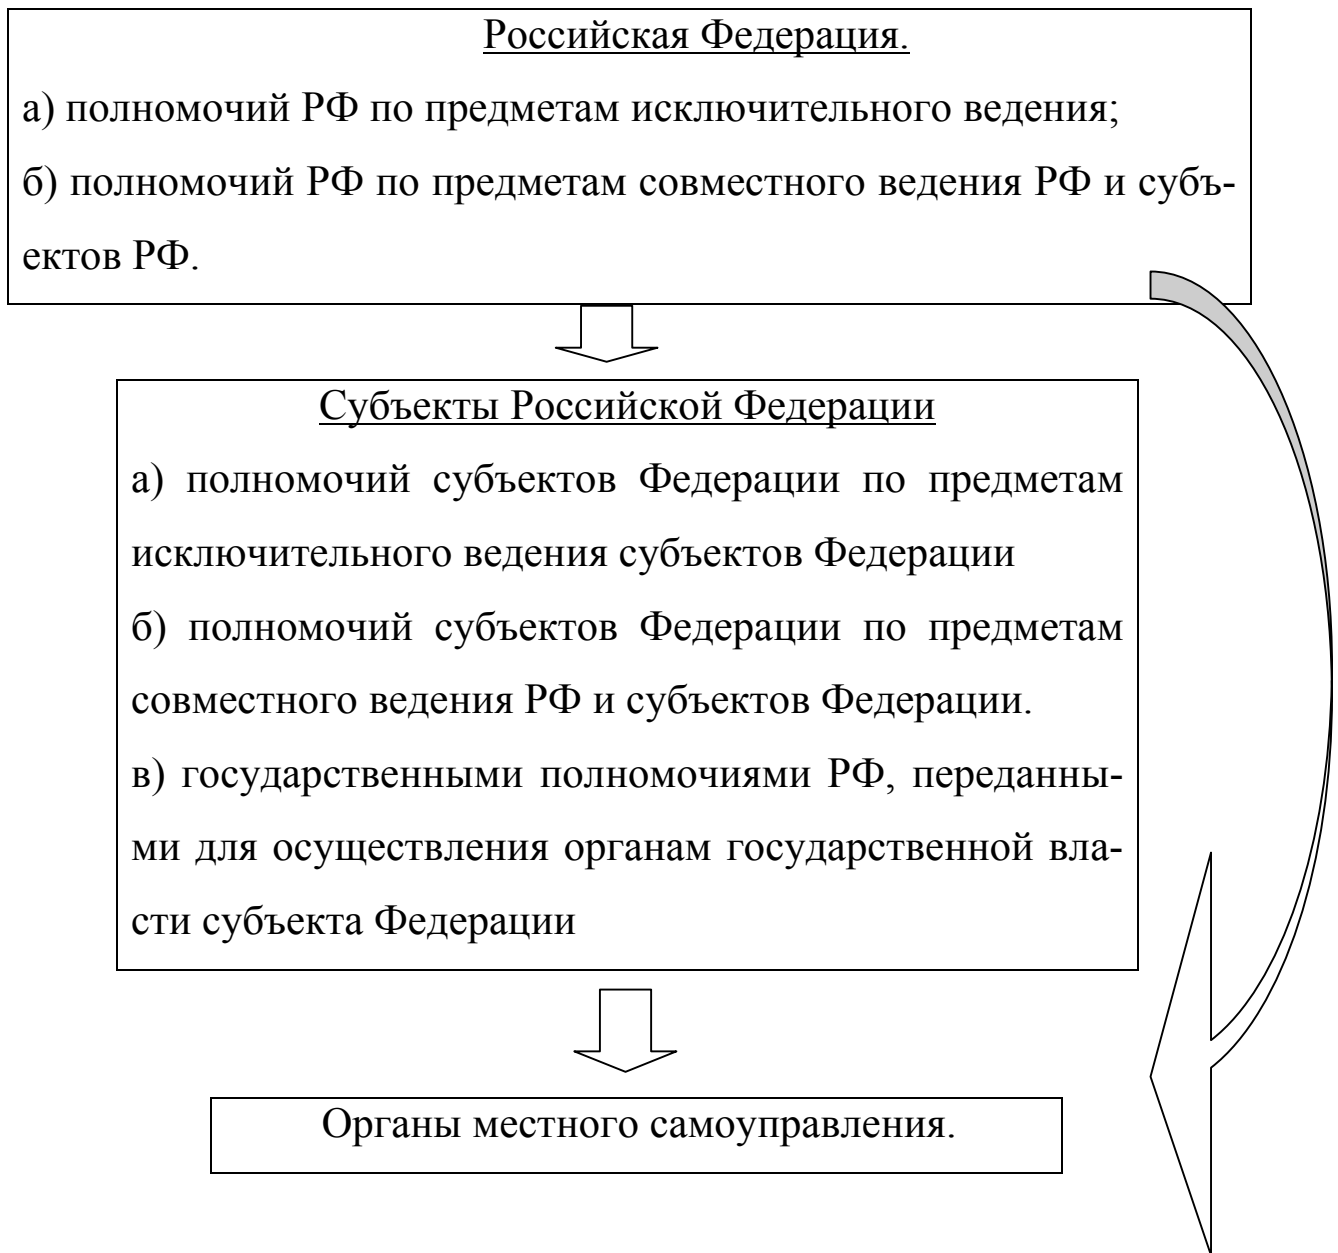 Российская Федерация.
а) полномочий РФ по предметам исключительного ведения;
б) полномочий РФ по предметам совместного ведения РФ и субъ-
ектов РФ.
Субъекты Российской Федерации
а) полномочий субъектов Федерации по предметам
исключительного ведения субъектов Федерации
б) полномочий субъектов Федерации по предметам
совместного ведения РФ и субъектов Федерации.
в) государственными полномочиями РФ, переданны-
ми для осуществления органам государственной вла-
сти субъекта Федерации
Органы местного самоуправления.